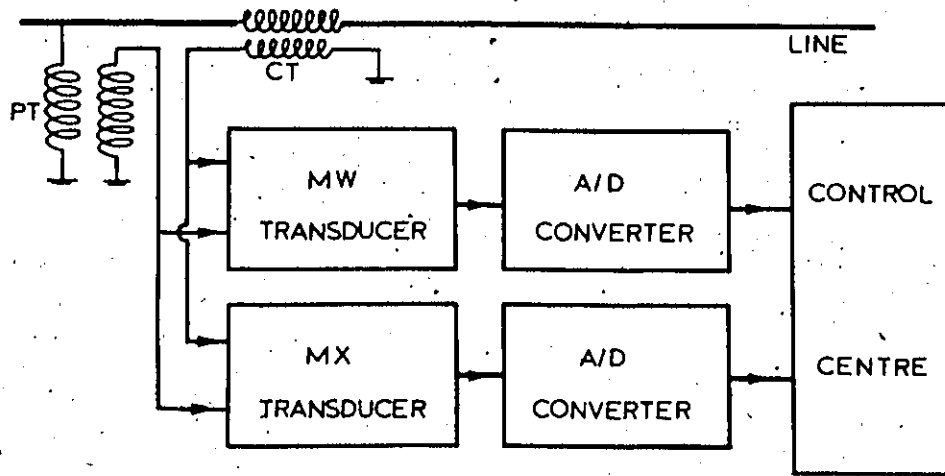 LINE
CT
PT
MW
TRANSDUCER
A/D
CONVERTER
CONTROL
CENTRE
MX
TRANSDUCER
A/D
CONVERTER